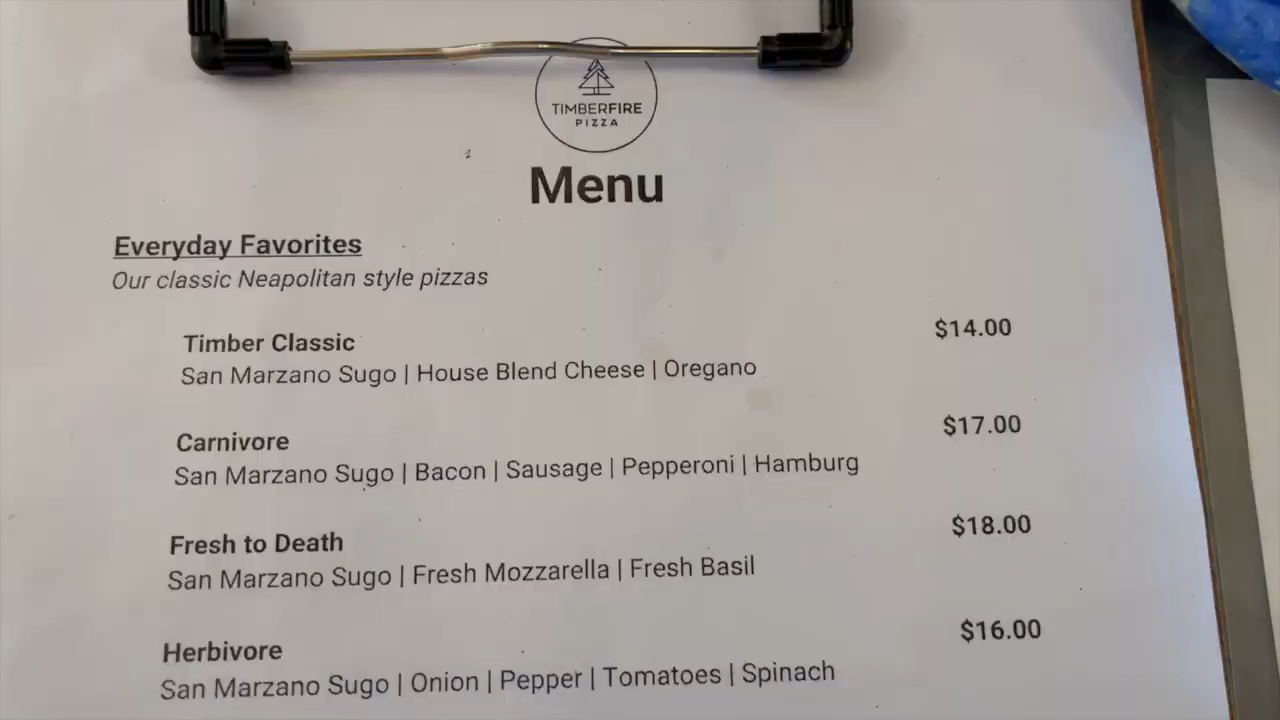 TIMBERFIRE
PIZZA
Menu
Everyday Favorites
Our classic Neapolitan style pizzas
Timber Classic $14.00
San Marzano Sugo | House Blend Cheese | Oregano
Carnivore $17.00
San Marzano Sugo | Bacon | Sausage | Pepperoni | Hamburg
Fresh to Death $18.00
San Marzano Sugo | Fresh Mozzarella | Fresh Basil
Herbivore $16.00
San Marzano Sugo | Onion | Pepper | Tomatoes | Spinach